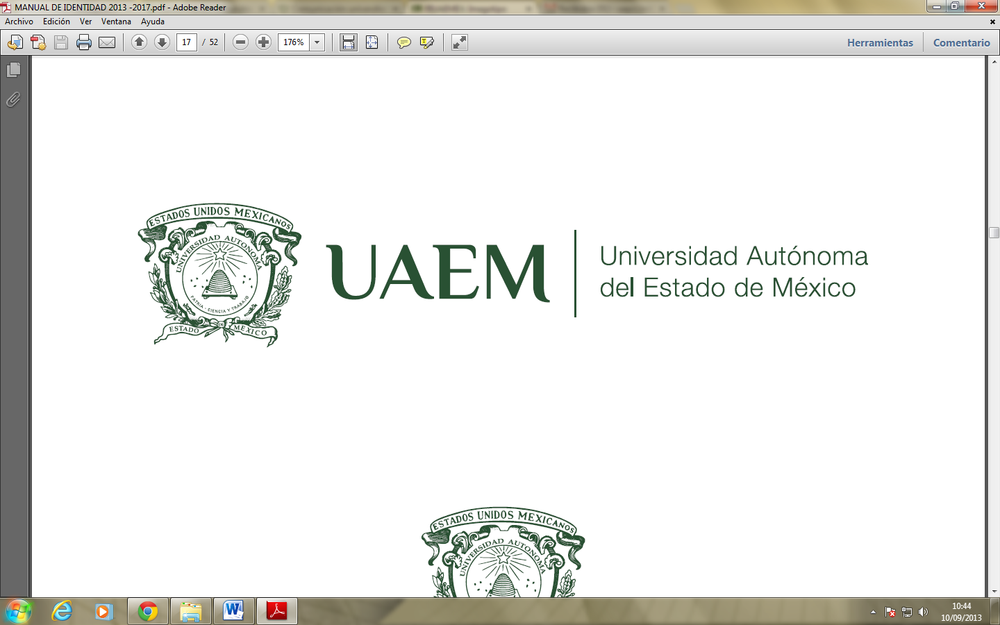 MANUAL DE IDENTIDAD 2013 -2017.pdf - Adobe Reader
Archivo Edición Ver Ventana Ayuda
17 / 52 176% Herramientas Comentario
ESTADOS UNIDOS MEXICANOS
UNIVERSIDAD AUTONOMA
PATRIA · CIENCIA Y TRABAJO
ESTADO DE MEXICO
UAEM
Universidad Autónoma
del Estado de México
ESTADOS UNIDOS MEXICANOS
UNIVERSIDAD AUTONOMA
10:44
10/09/2013